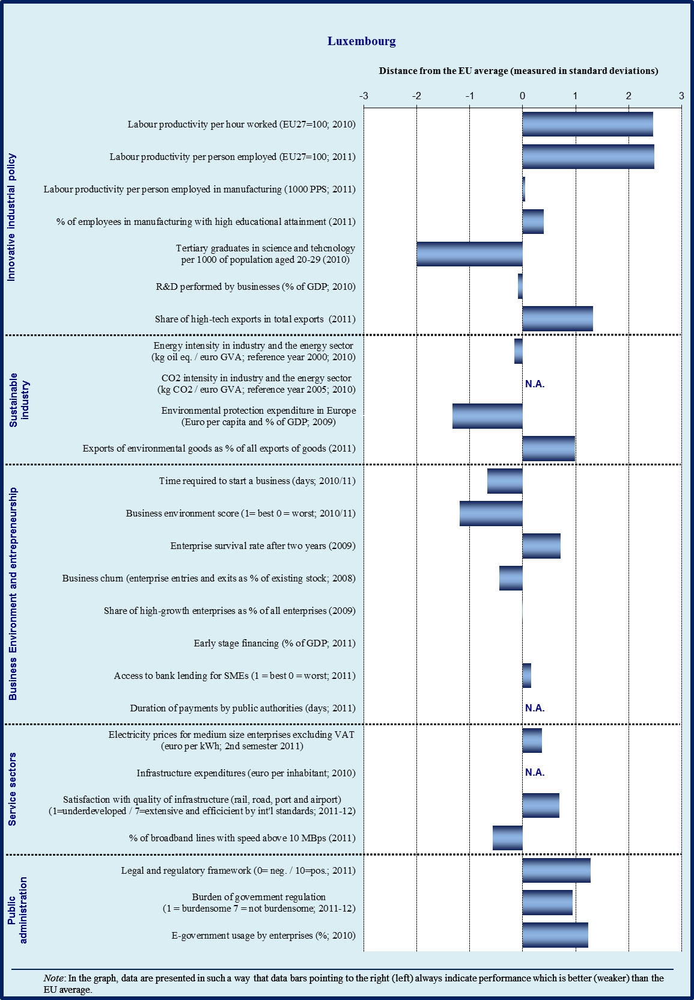 Luxembourg
Distance from the EU average (measured in standard deviations)
-3 -2 -1 0 1 2 3
Innovative industrial policy
Labour productivity per hour worked (EU27=100; 2010)
Labour productivity per person employed (EU27=100; 2011)
Labour productivity per person employed in manufacturing (1000 PPS; 2011)
% of employees in manufacturing with high educational attainment (2011)
Tertiary graduates in science and tehcnology
per 1000 of population aged 20-29 (2010)
R&D performed by businesses (% of GDP; 2010)
Share of high-tech exports in total exports (2011)
Sustainable
industry
Energy intensity in industry and the energy sector
(kg oil eq. / euro GVA; reference year 2000; 2010)
CO2 intensity in industry and the energy sector
(kg CO2 / euro GVA; reference year 2005; 2010)
N.A.
Environmental protection expenditure in Europe
(Euro per capita and % of GDP; 2009)
Exports of environmental goods as % of all exports of goods (2011)
Business Environment and entrepreneurship
Time required to start a business (days; 2010/11)
Business environment score (1= best 0 = worst; 2010/11)
Enterprise survival rate after two years (2009)
Business churn (enterprise entries and exits as % of existing stock; 2008)
Share of high-growth enterprises as % of all enterprises (2009)
Early stage financing (% of GDP; 2011)
Access to bank lending for SMEs (1 = best 0 = worst; 2011)
Duration of payments by public authorities (days; 2011)
N.A.
Service sectors
Electricity prices for medium size enterprises excluding VAT
(euro per kWh; 2nd semester 2011)
Infrastructure expenditures (euro per inhabitant; 2010)
N.A.
Satisfaction with quality of infrastructure (rail, road, port and airport)
(1=underdeveloped / 7=extensive and efficicient by int'l standards; 2011-12)
% of broadband lines with speed above 10 MBps (2011)
Public
administration
Legal and regulatory framework (0= neg. / 10=pos.; 2011)
Burden of government regulation
(1 = burdensome 7 = not burdensome; 2011-12)
E-government usage by enterprises (%; 2010)
Note: In the graph, data are presented in such a way that data bars pointing to the right (left) always indicate performance which is better (weaker) than the
EU average.